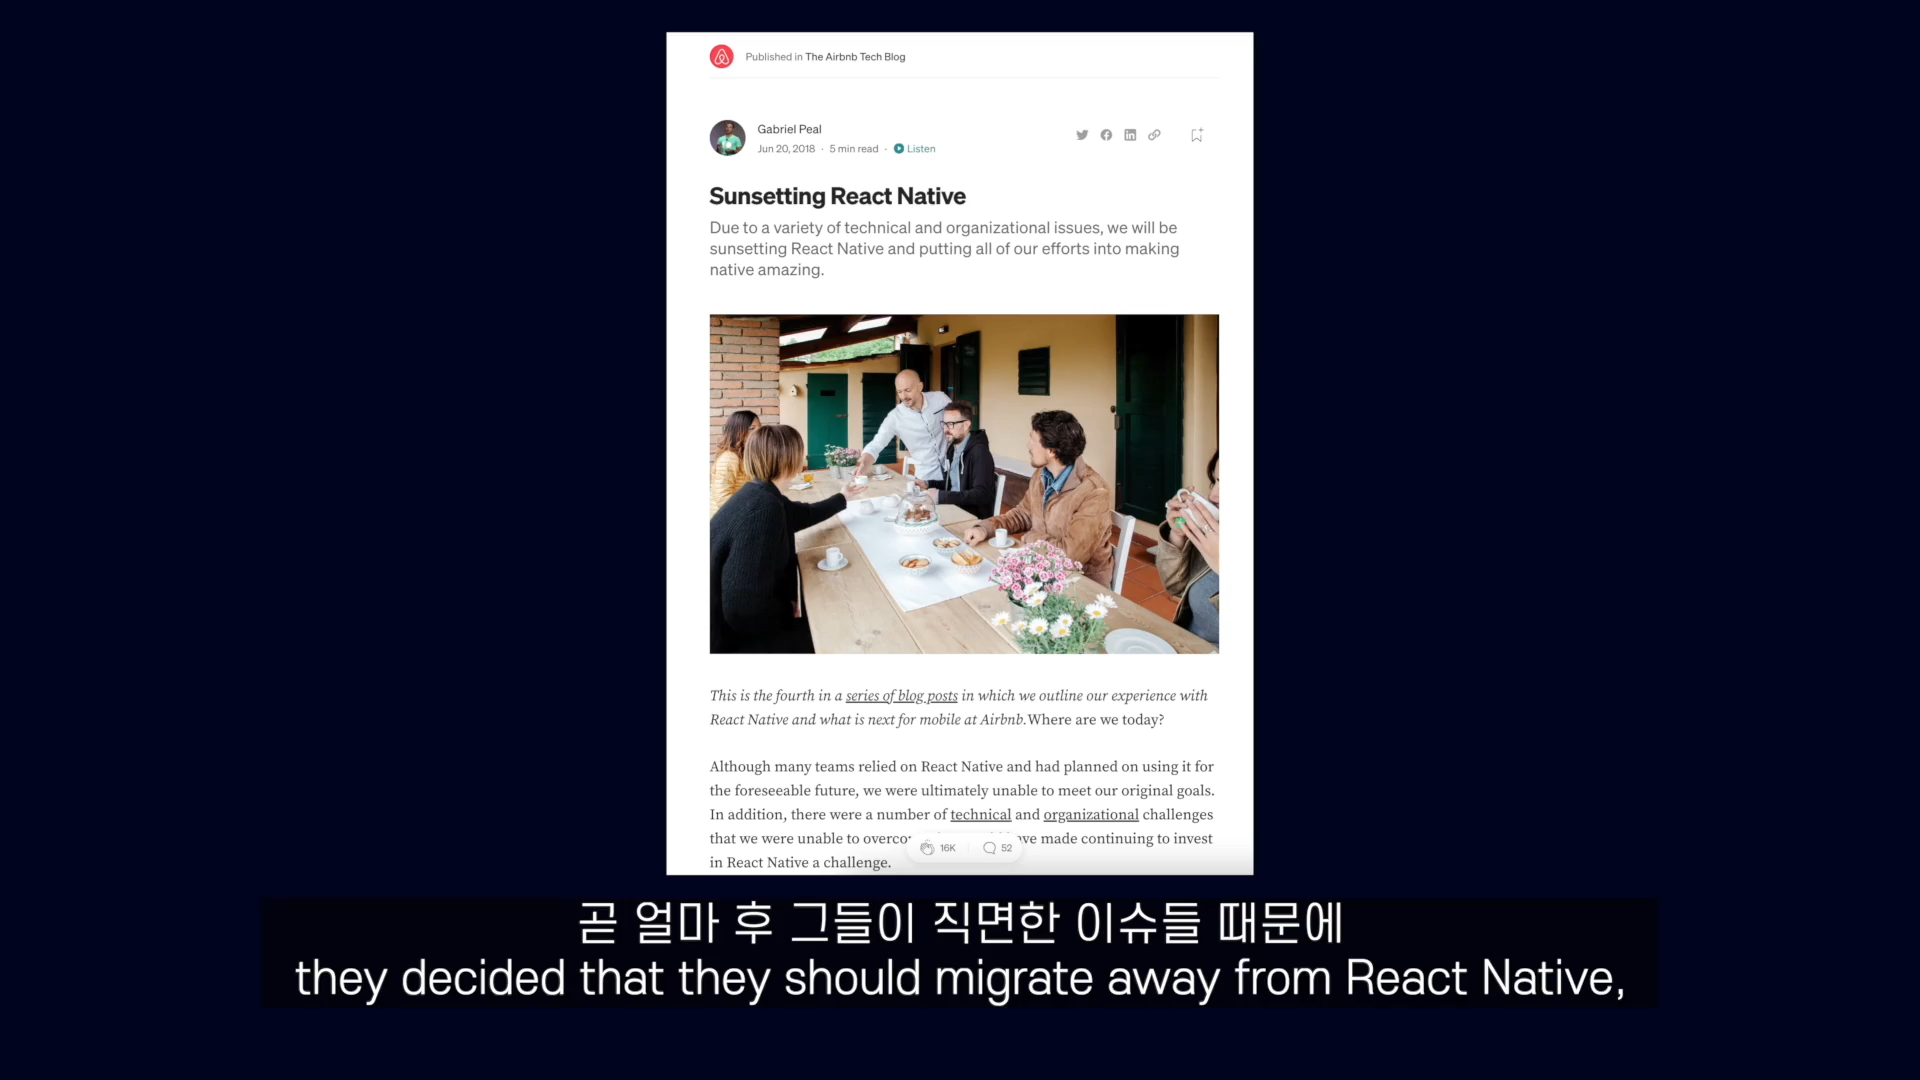 Published in The Airbnb Tech Blog
Gabriel Peal
Jun 20, 2018 · 5 min read · Listen
Sunsetting React Native
Due to a variety of technical and organizational issues, we will be
sunsetting React Native and putting all of our efforts into making
native amazing.
This is the fourth in a series of blog posts in which we outline our experience with
React Native and what is next for mobile at Airbnb. Where are we today?
Although many teams relied on React Native and had planned on using it for
the foreseeable future, we were ultimately unable to meet our original goals.
In addition, there were a number of technical and organizational challenges
that we were unable to made continuing to invest
16K 52
in React Native a challenge.
곧 얼마 후 그들이 직면한 이슈들 때문에
they decided that they should migrate away from React Native,